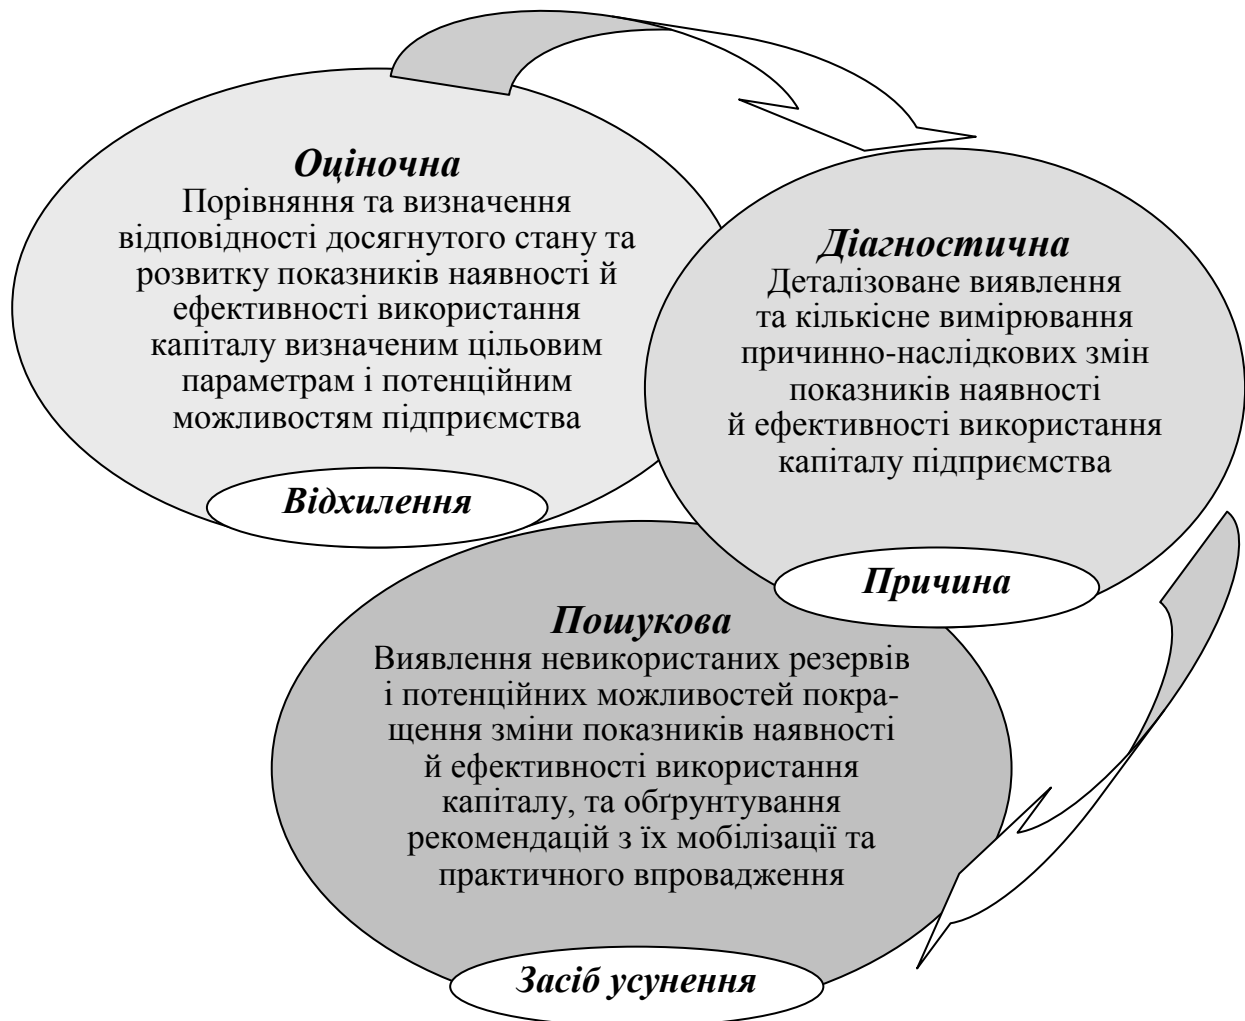 Оціночна
Порівняння та визначення
відповідності досягнутого стану та
розвитку показників наявності й
ефективності використання
капіталу визначеним цільовим
параметрам і потенційним
можливостям підприємства
Відхилення
Діагностична
Деталізоване виявлення
та кількісне вимірювання
причинно-наслідкових змін
показників наявності
й ефективності використання
капіталу підприємства
Причина
Пошукова
Виявлення невикористаних резервів
і потенційних можливостей покра-
щення зміни показників наявності
й ефективності використання
капіталу, та обґрунтування
рекомендацій з їх мобілізації та
практичного впровадження
Засіб усунення